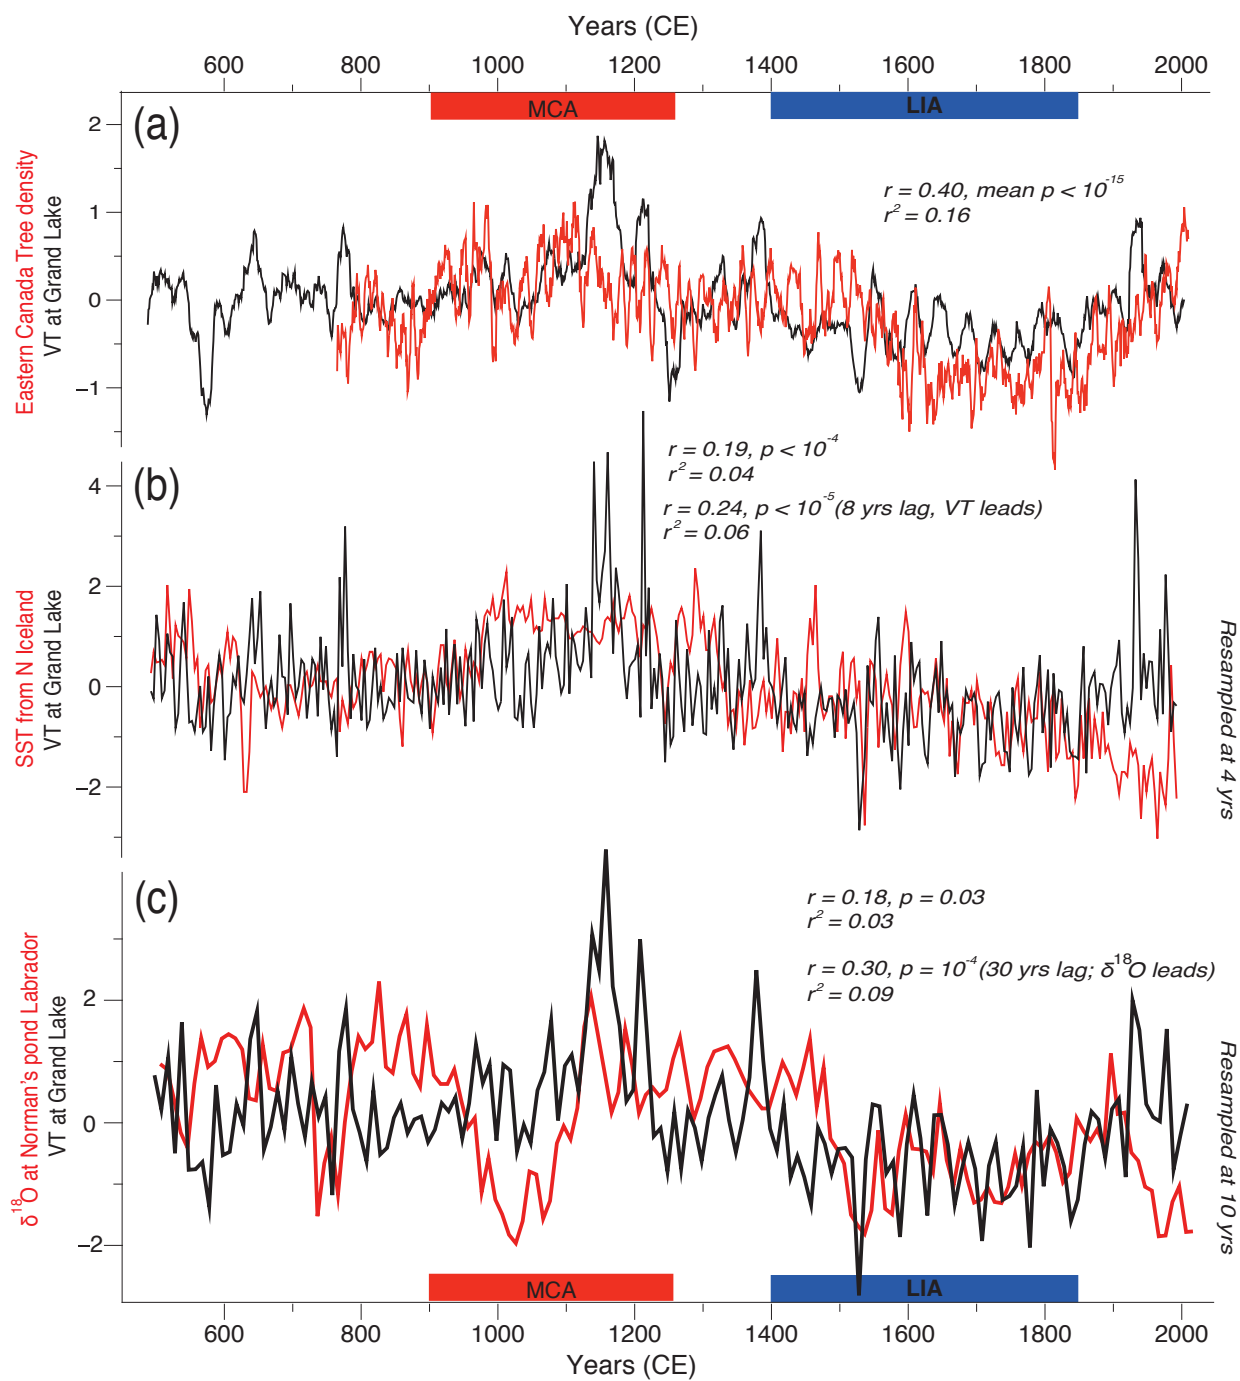 Years (CE)
600 800 1000 1200 1400 1600 1800 2000
MCA LIA
(a)
Eastern Canada Tree density
VT at Grand Lake
2
1
0
−1
r = 0.40, mean p < 10^-15
r^2 = 0.16
(b)
SST from N Iceland
VT at Grand Lake
4
2
0
−2
r = 0.19, p < 10^-4
r^2 = 0.04
r = 0.24, p < 10^-5 (8 yrs lag, VT leads)
r^2 = 0.06
Resampled at 4 yrs
(c)
δ^18O at Norman's pond Labrador
VT at Grand Lake
2
0
−2
r = 0.18, p = 0.03
r^2 = 0.03
r = 0.30, p = 10^-4 (30 yrs lag; δ^18O leads)
r^2 = 0.09
Resampled at 10 yrs
MCA LIA
600 800 1000 1200 1400 1600 1800 2000
Years (CE)